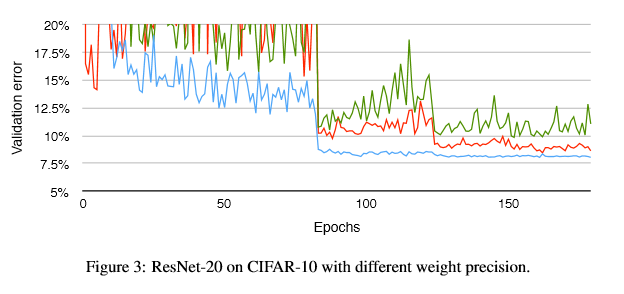 20%
17.5%
15%
12.5%
10%
7.5%
5%
Validation error
0 50 100 150
Epochs
Figure 3: ResNet-20 on CIFAR-10 with different weight precision.